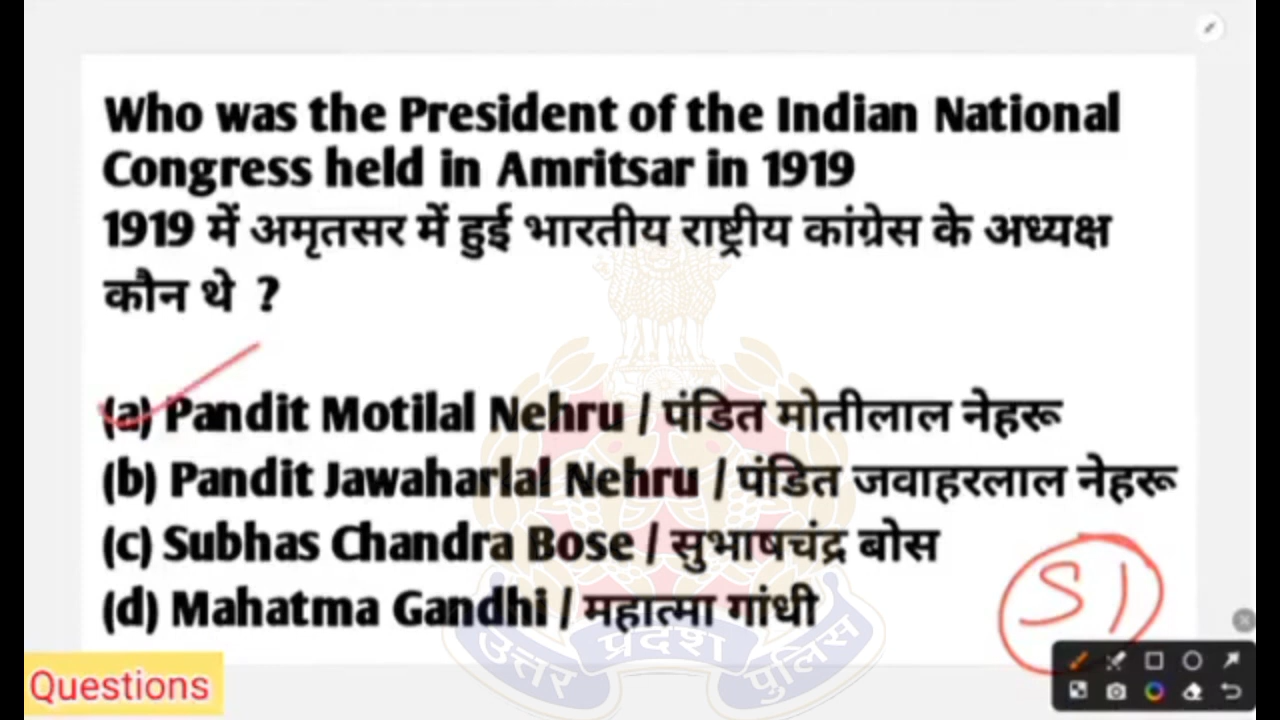 Who was the President of the Indian National
Congress held in Amritsar in 1919
1919 में अमृतसर में हुई भारतीय राष्ट्रीय कांग्रेस के अध्यक्ष
कौन थे ?
(a) Pandit Motilal Nehru / पंडित मोतीलाल नेहरू
(b) Pandit Jawaharlal Nehru / पंडित जवाहरलाल नेहरू
(c) Subhas Chandra Bose / सुभाषचंद्र बोस
(d) Mahatma Gandhi / महात्मा गांधी
उत्तर प्रदेश पुलिस
Questions